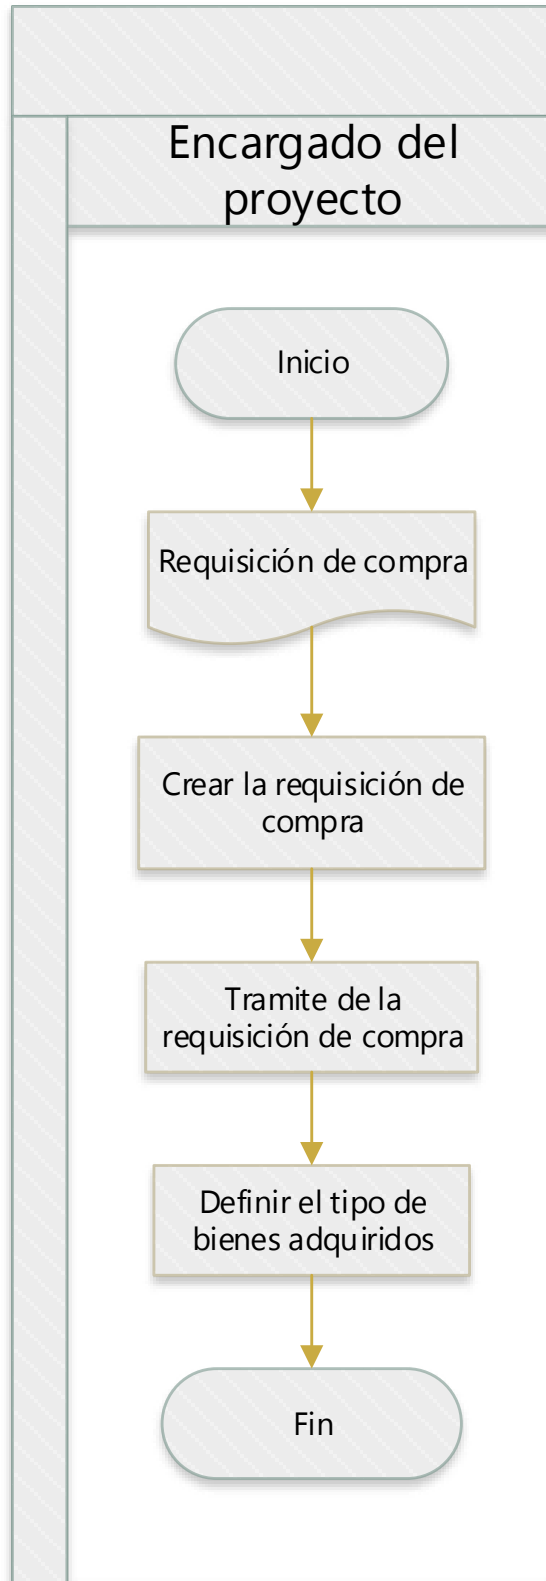 Encargado del
proyecto
Inicio
Requisición de compra
Crear la requisición de
compra
Tramite de la
requisición de compra
Definir el tipo de
bienes adquiridos
Fin